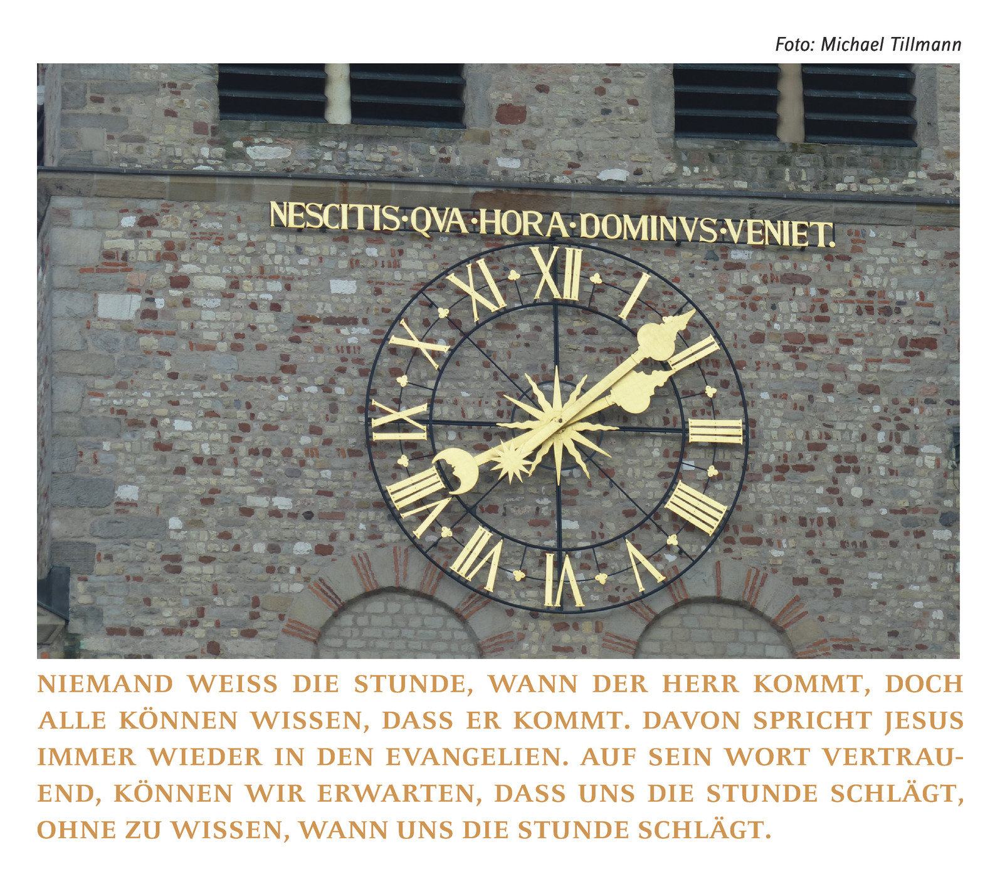 Foto: Michael Tillmann
NESCITIS·QVA·HORA·DOMINVS·VENIET.
XII
I
II
III
IIII
V
VI
VII
VIII
IX
X
XI
NIEMAND WEISS DIE STUNDE, WANN DER HERR KOMMT, DOCH
ALLE KÖNNEN WISSEN, DASS ER KOMMT. DAVON SPRICHT JESUS
IMMER WIEDER IN DEN EVANGELIEN. AUF SEIN WORT VERTRAU-
END, KÖNNEN WIR ERWARTEN, DASS UNS DIE STUNDE SCHLÄGT,
OHNE ZU WISSEN, WANN UNS DIE STUNDE SCHLÄGT.